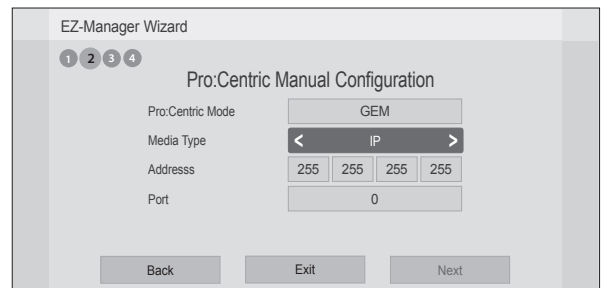 EZ-Manager Wizard
1 2 3 4
Pro:Centric Manual Configuration
Pro:Centric Mode GEM
Media Type < IP >
Addresss 255 255 255 255
Port 0
Back Exit Next